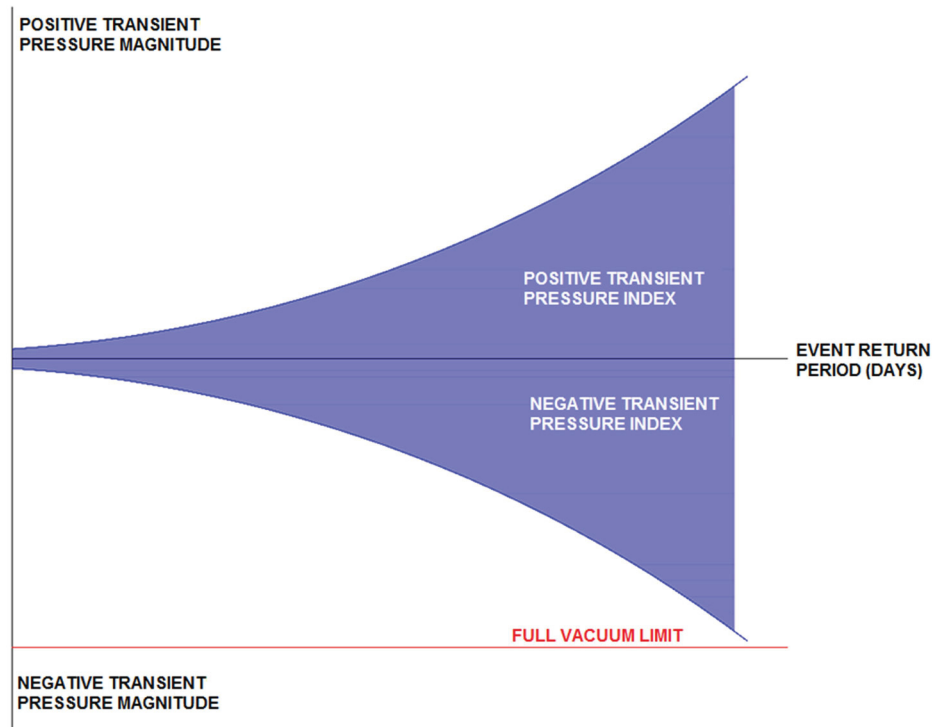 POSITIVE TRANSIENT
PRESSURE MAGNITUDE
POSITIVE TRANSIENT
PRESSURE INDEX
EVENT RETURN
PERIOD (DAYS)
NEGATIVE TRANSIENT
PRESSURE INDEX
FULL VACUUM LIMIT
NEGATIVE TRANSIENT
PRESSURE MAGNITUDE